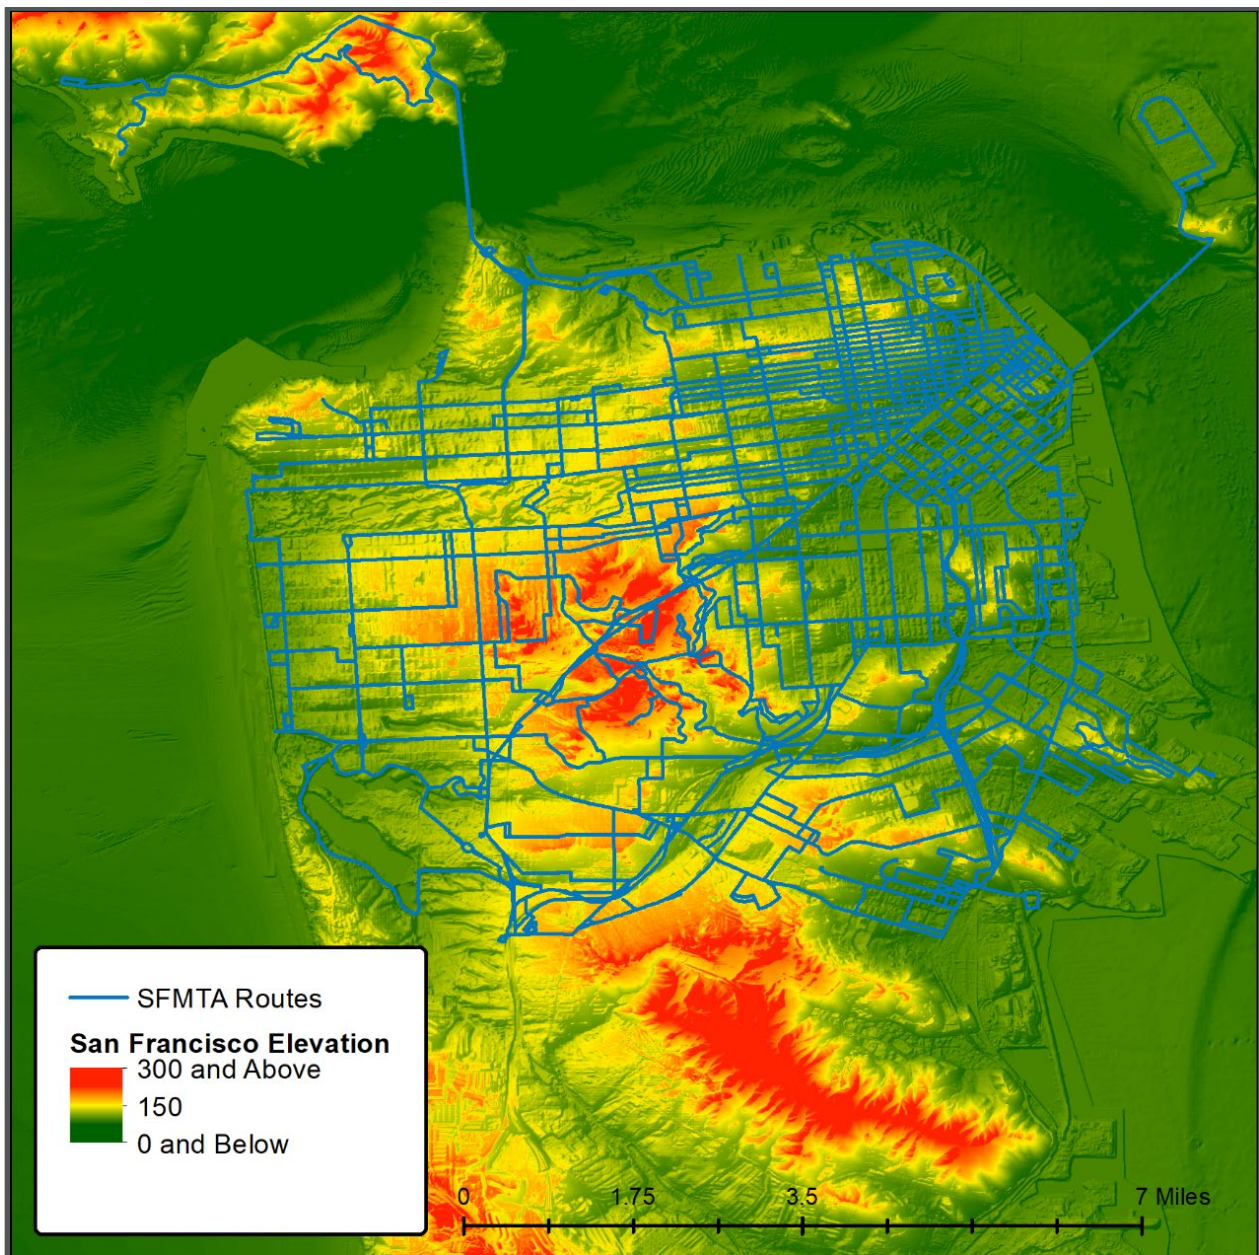 SFMTA Routes
San Francisco Elevation
300 and Above
150
0 and Below
0 1.75 3.5 7 Miles